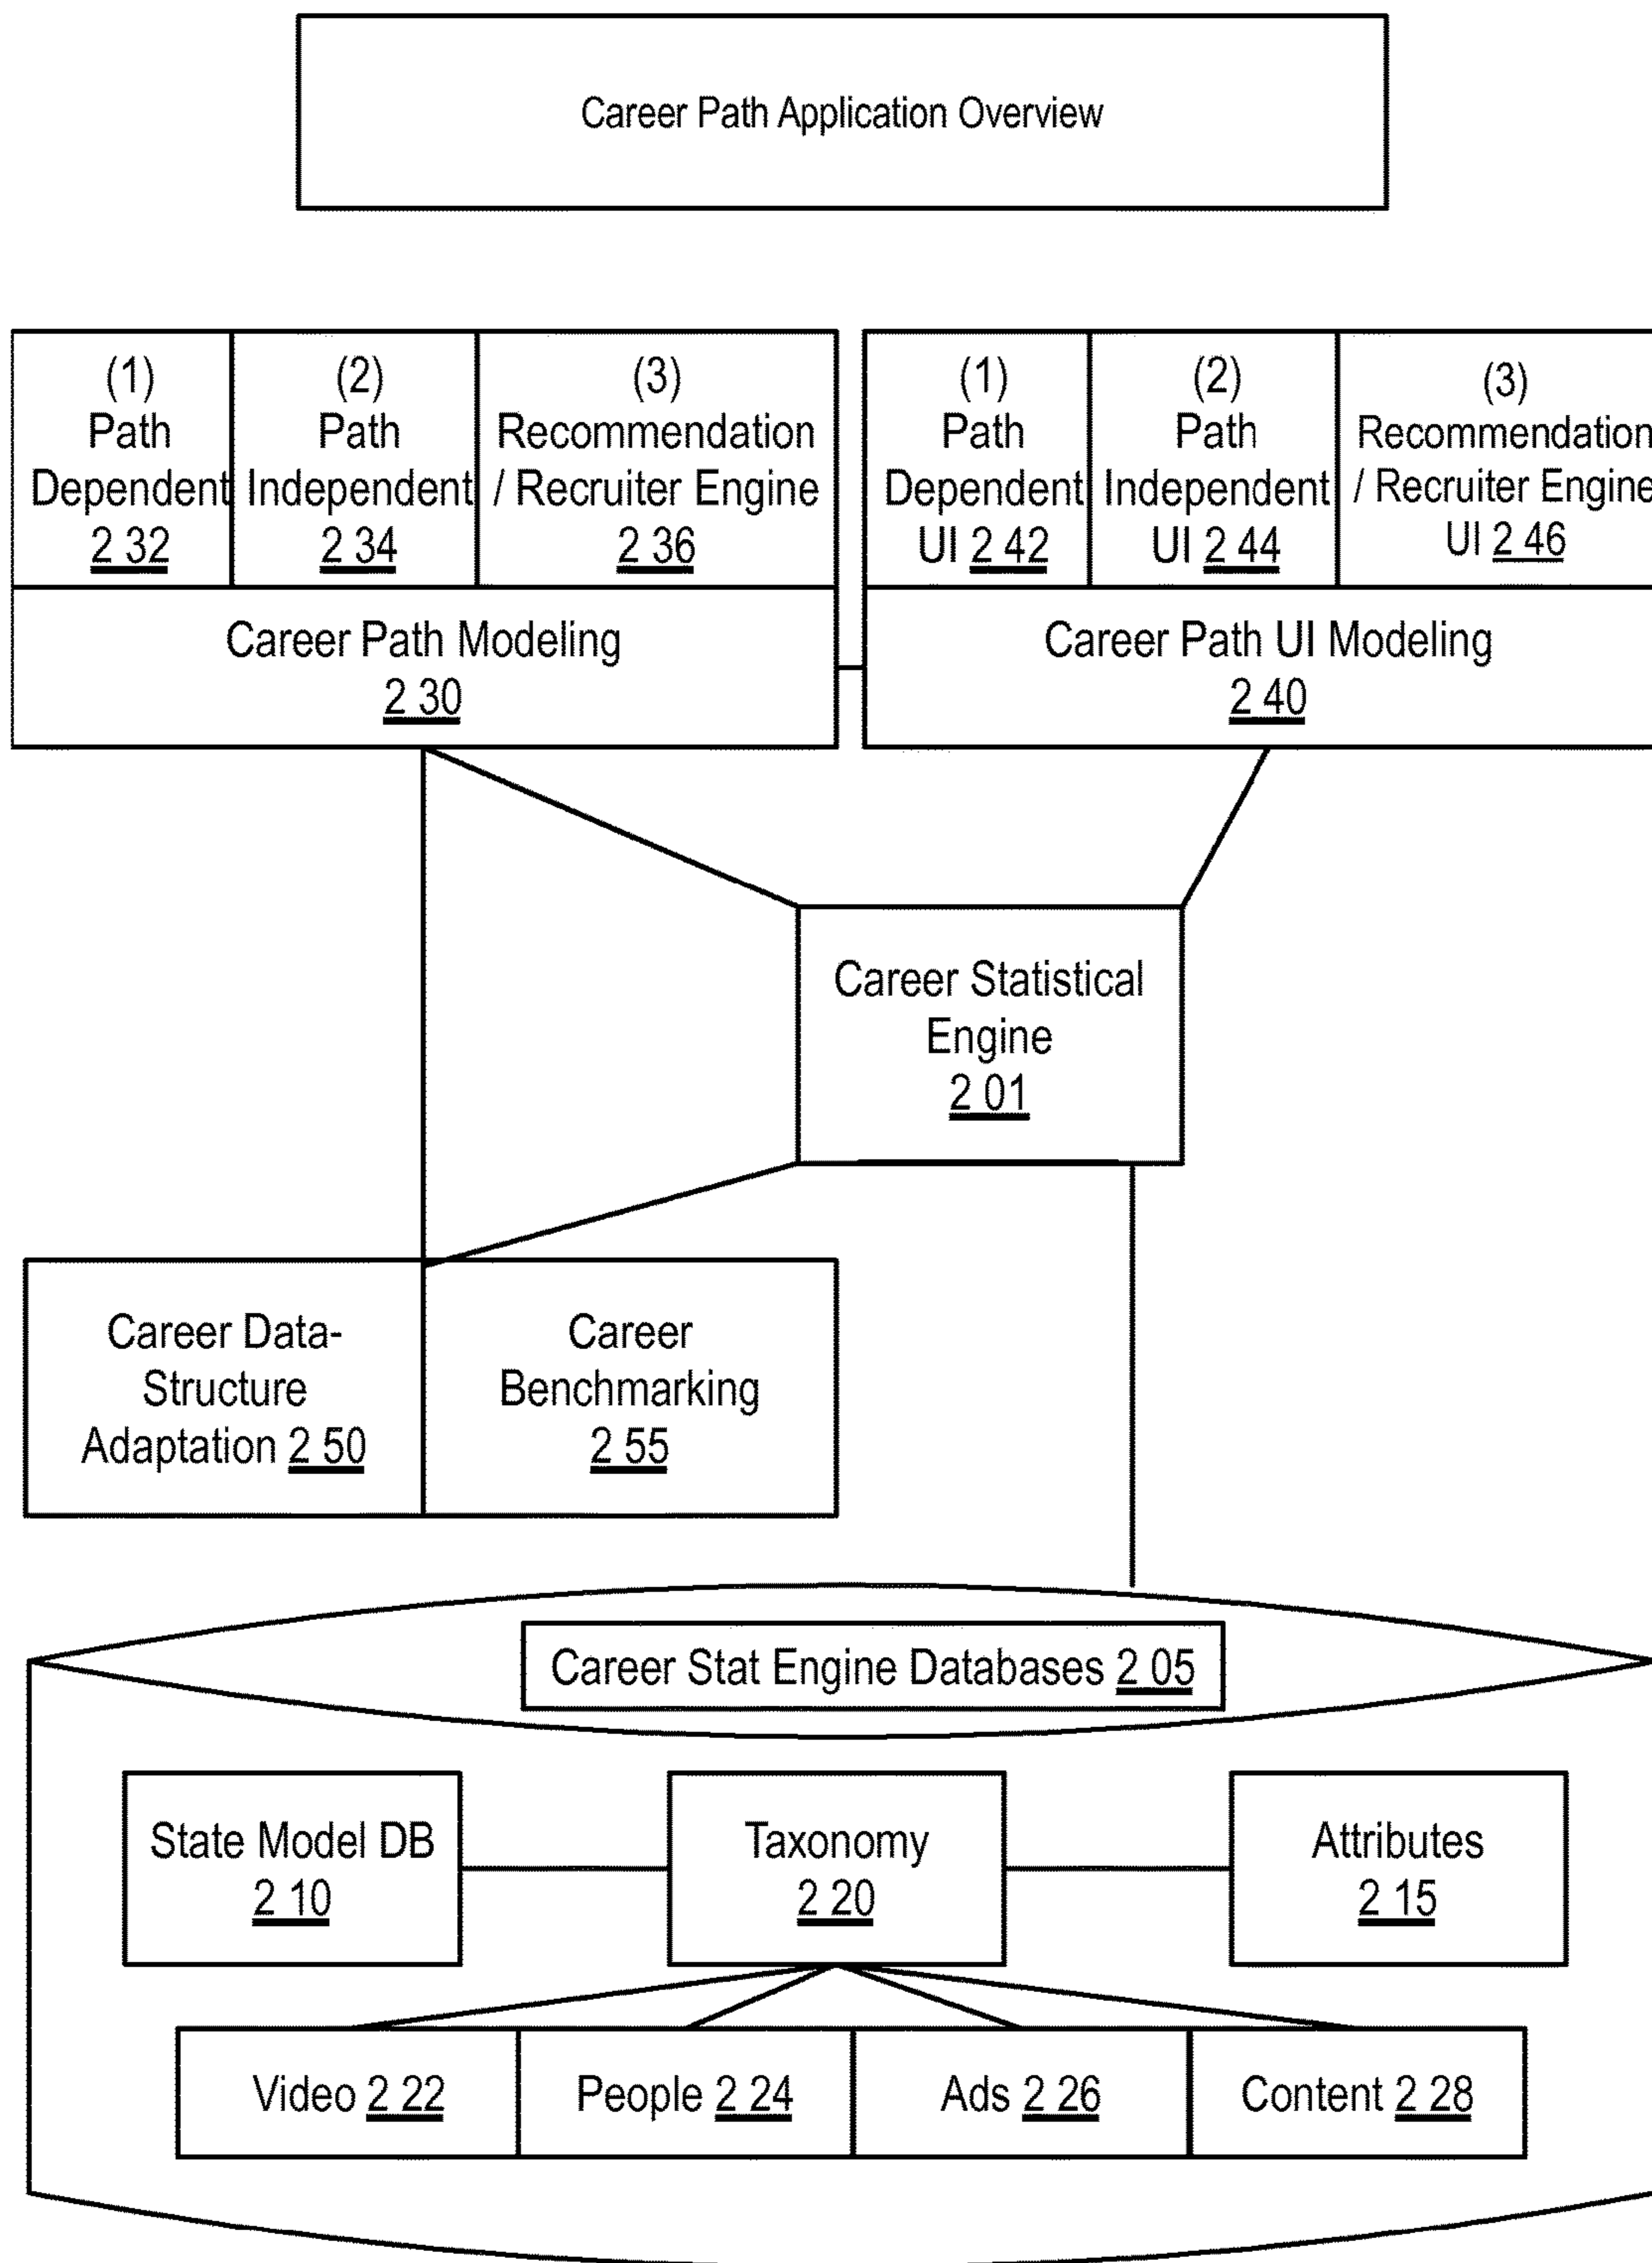 Career Path Application Overview
(1)
Path
Dependent
2 32
(2)
Path
Independent
2 34
(3)
Recommendation
/ Recruiter Engine
2 36
(1)
Path
Dependent
UI 2 42
(2)
Path
Independent
UI 2 44
(3)
Recommendation
/ Recruiter Engine
UI 2 46
Career Path Modeling
2 30
Career Path UI Modeling
2 40
Career Statistical
Engine
2 01
Career Data-
Structure
Adaptation 2 50
Career
Benchmarking
2 55
Career Stat Engine Databases 2 05
State Model DB
2 10
Taxonomy
2 20
Attributes
2 15
Video 2 22
People 2 24
Ads 2 26
Content 2 28